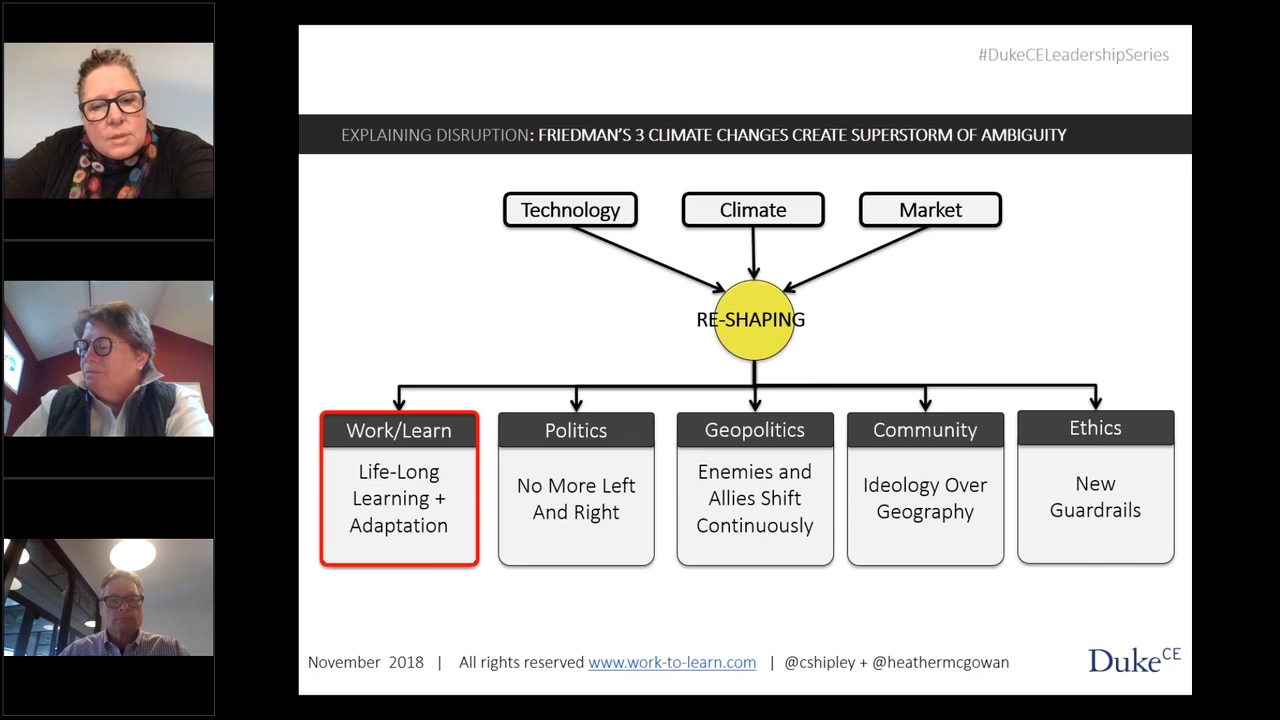 #DukeCELeadershipSeries
EXPLAINING DISRUPTION: FRIEDMAN'S 3 CLIMATE CHANGES CREATE SUPERSTORM OF AMBIGUITY
Technology
Climate
Market
RE-SHAPING
Work/Learn
Life-Long
Learning +
Adaptation
Politics
No More Left
And Right
Geopolitics
Enemies and
Allies Shift
Continuously
Community
Ideology Over
Geography
Ethics
New
Guardrails
November 2018 | All rights reserved www.work-to-learn.com | @cshipley + @heathermcgowan
DukeCE